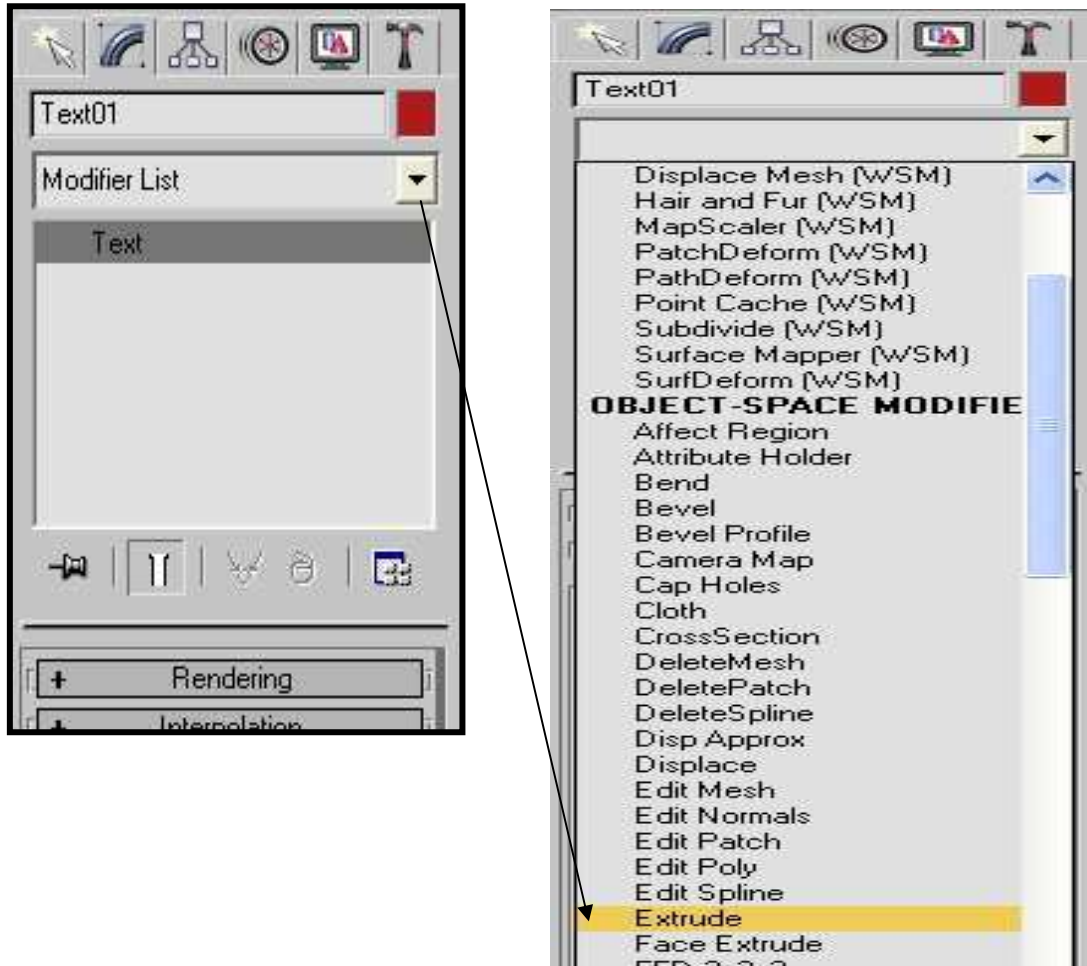 Text01
Modifier List
Text
+ Rendering
+ Interpolation
Text01
Displace Mesh (WSM)
Hair and Fur (WSM)
MapScaler (WSM)
PatchDeform (WSM)
PathDeform (WSM)
Point Cache (WSM)
Subdivide (WSM)
Surface Mapper (WSM)
SurfDeform (WSM)
OBJECT-SPACE MODIFIE
Affect Region
Attribute Holder
Bend
Bevel
Bevel Profile
Camera Map
Cap Holes
Cloth
CrossSection
DeleteMesh
DeletePatch
DeleteSpline
Disp Approx
Displace
Edit Mesh
Edit Normals
Edit Patch
Edit Poly
Edit Spline
Extrude
Face Extrude